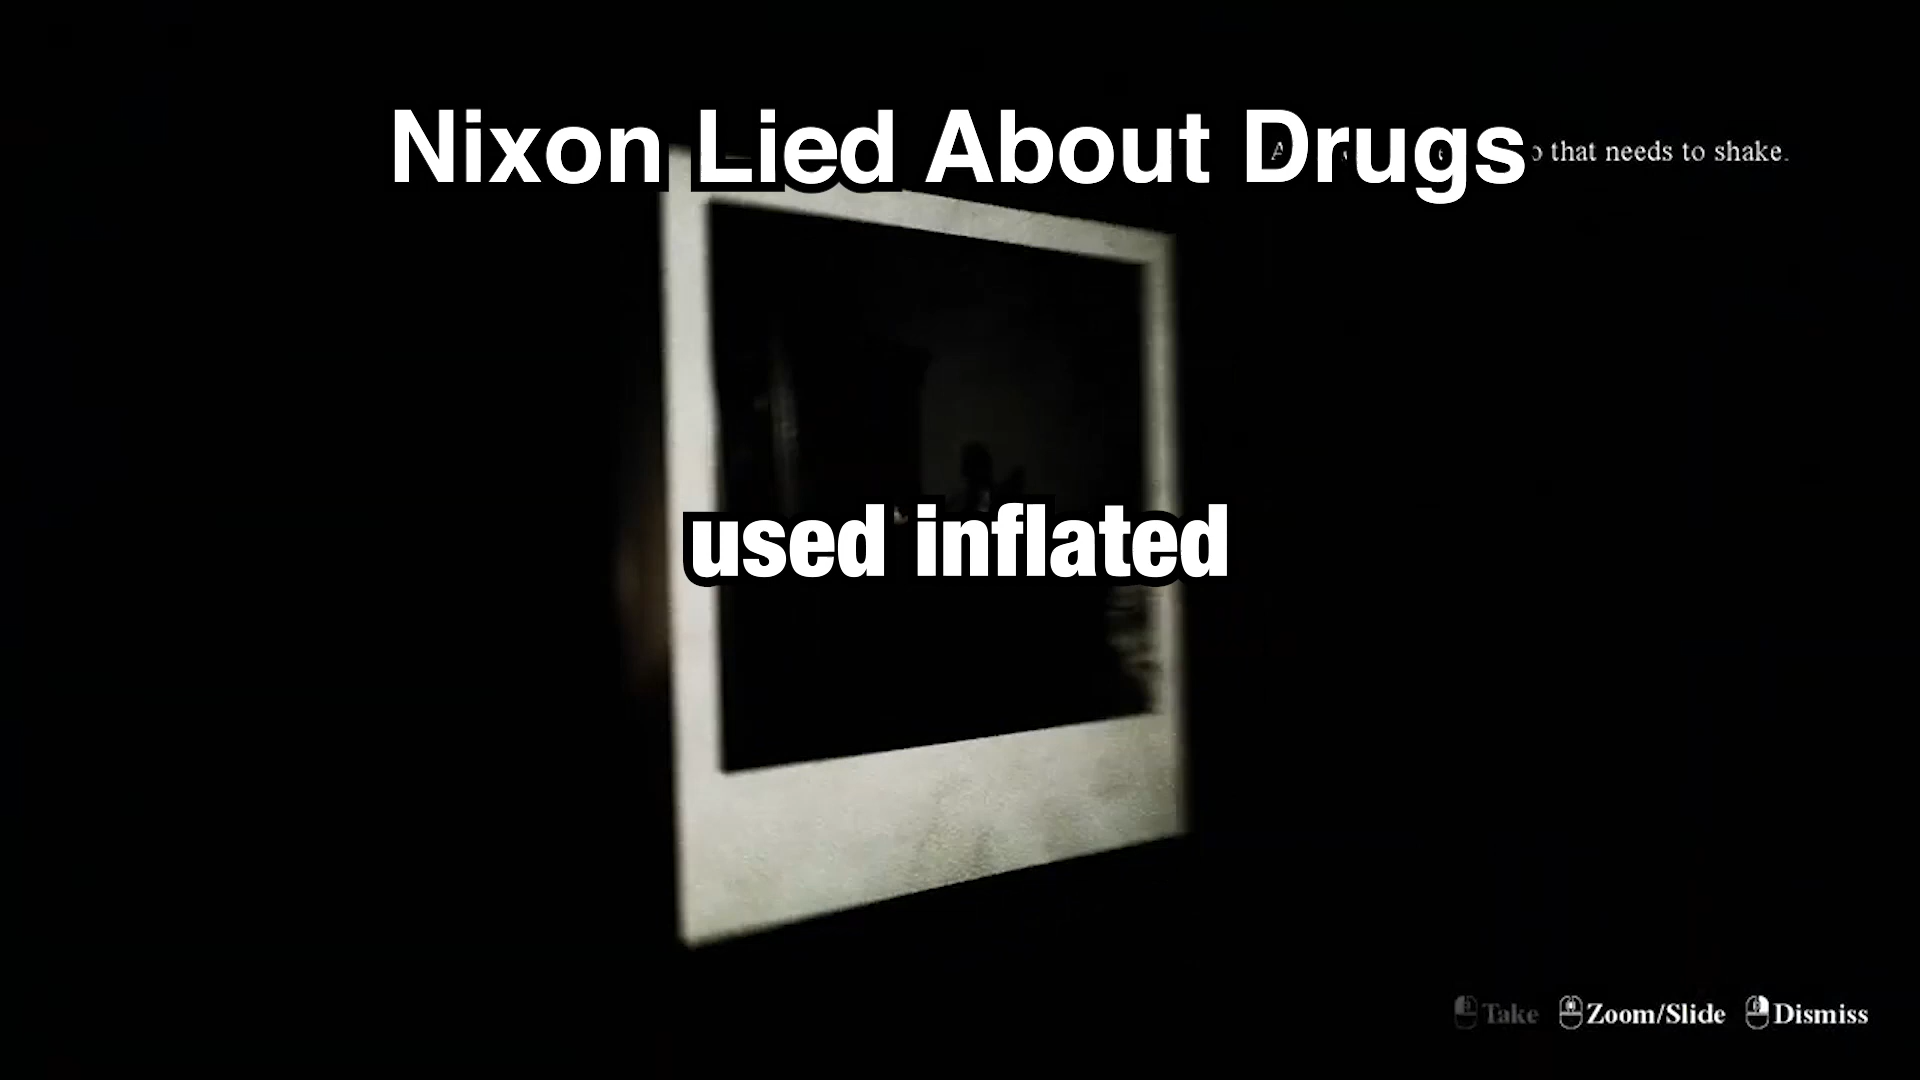 Nixon Lied About Drugs
that needs to shake.
used inflated
Take Zoom/Slide Dismiss